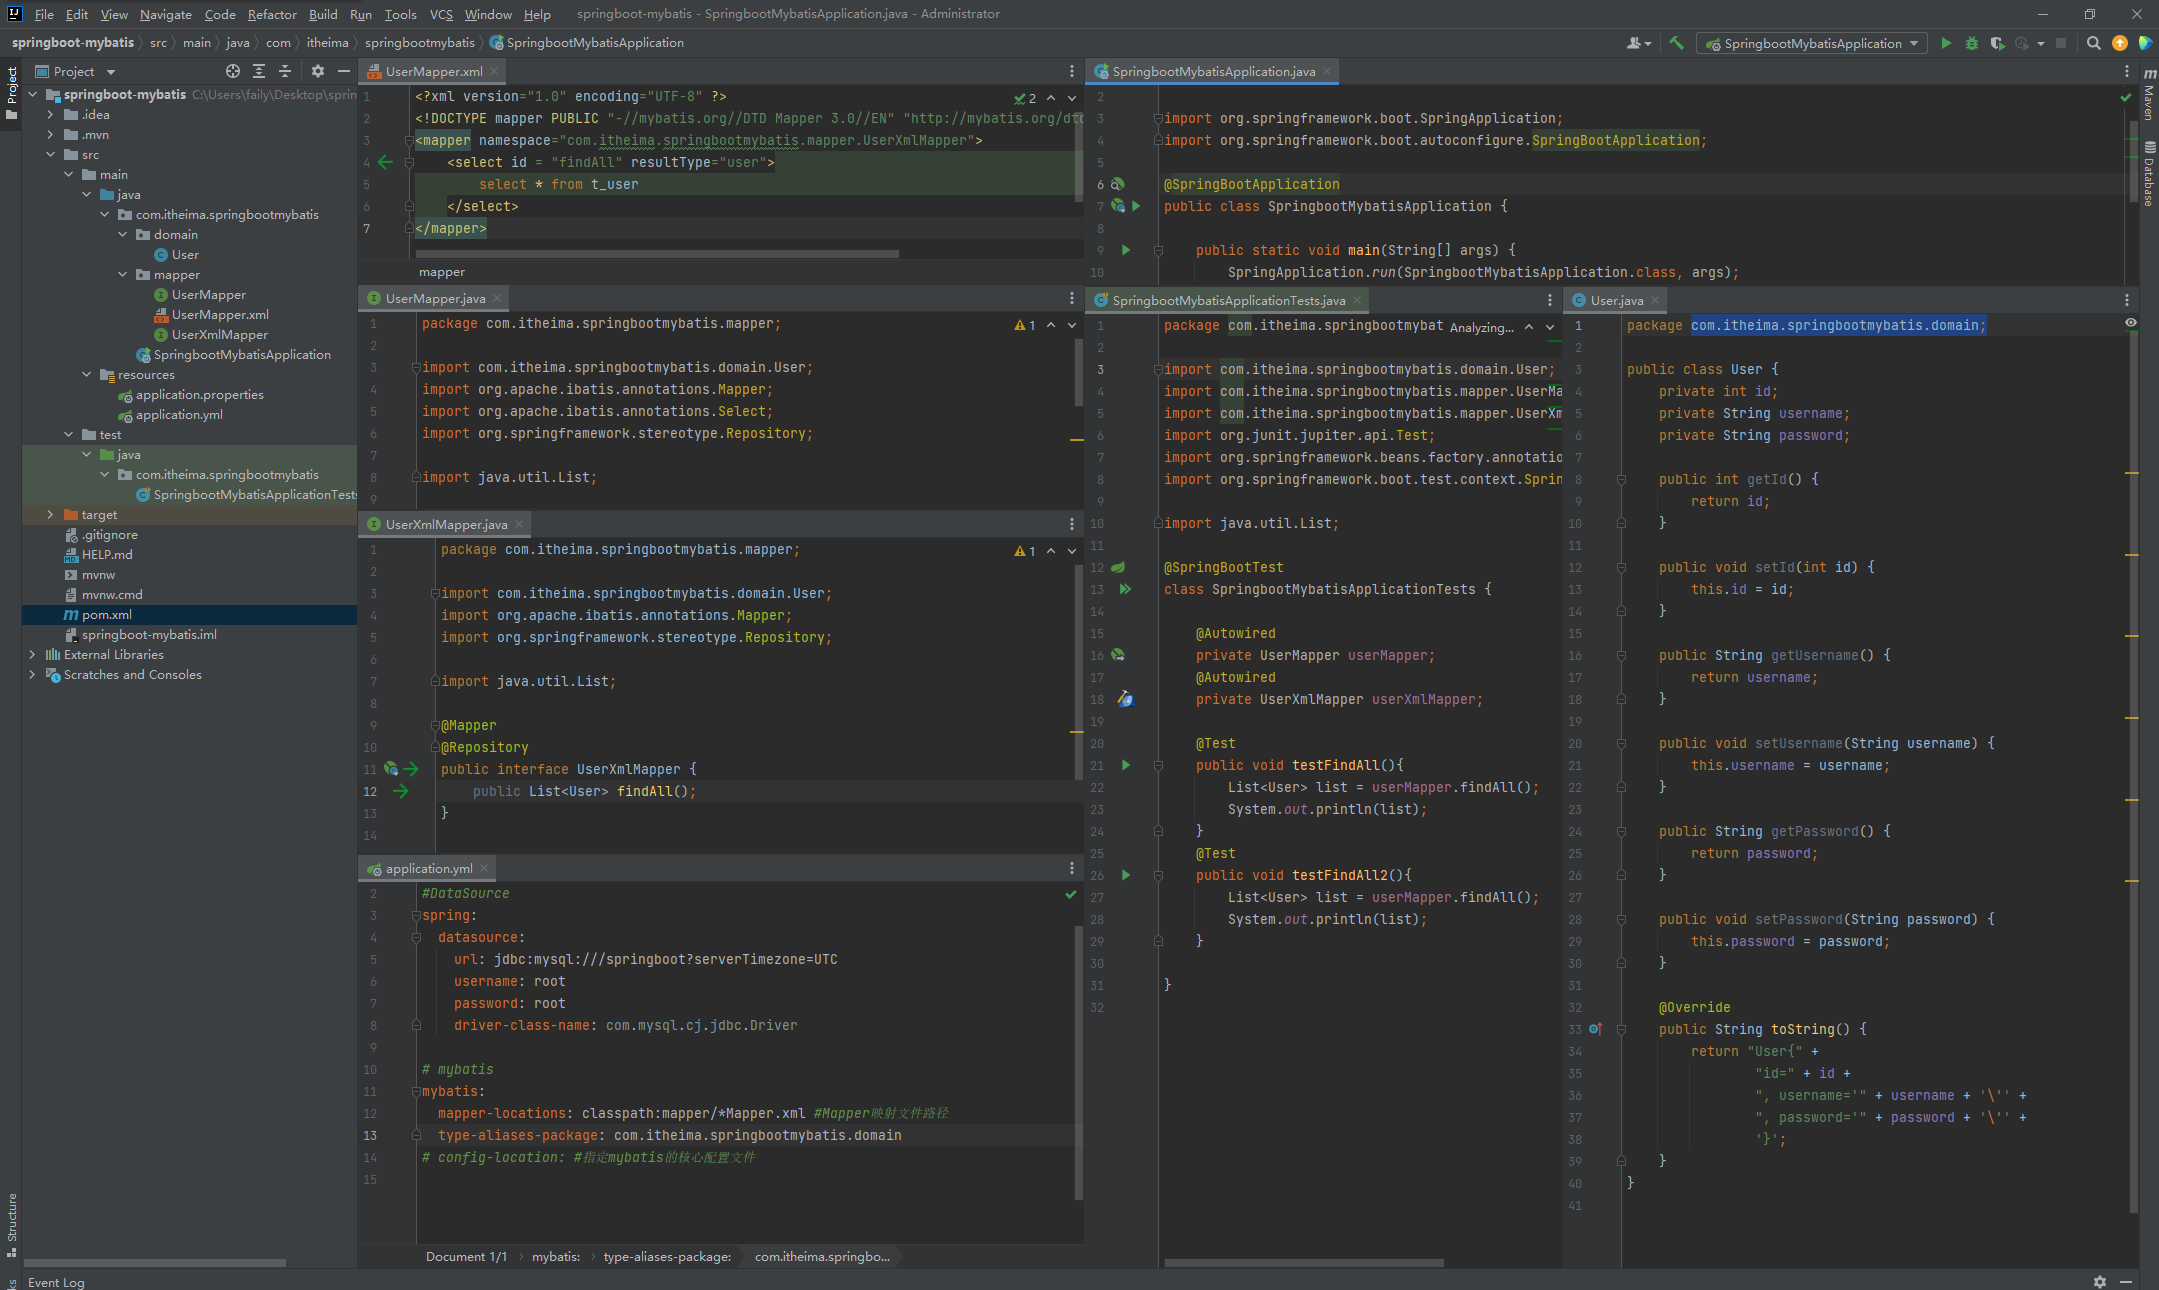 File Edit View Navigate Code Refactor Build Run Tools VCS Window Help springboot-mybatis - SpringbootMybatisApplication.java - Administrator
springboot-mybatis src main java com itheima springbootmybatis SpringbootMybatisApplication
SpringbootMybatisApplication
Project
Structure
Project
springboot-mybatis C:\Users\faily\Desktop\sprin
.idea
.mvn
src
main
java
com.itheima.springbootmybatis
domain
User
mapper
UserMapper
UserMapper.xml
UserXmlMapper
SpringbootMybatisApplication
resources
application.properties
application.yml
test
java
com.itheima.springbootmybatis
SpringbootMybatisApplicationTests
target
.gitignore
HELP.md
mvnw
mvnw.cmd
pom.xml
springboot-mybatis.iml
External Libraries
Scratches and Consoles
UserMapper.xml
2
1 <?xml version="1.0" encoding="UTF-8" ?>
2 <!DOCTYPE mapper PUBLIC "-//mybatis.org//DTD Mapper 3.0//EN" "http://mybatis.org/dtd
3 <mapper namespace="com.itheima.springbootmybatis.mapper.UserXmlMapper">
4 <select id = "findAll" resultType="user">
5 select * from t_user
6 </select>
7 </mapper>
mapper
UserMapper.java
1
1 package com.itheima.springbootmybatis.mapper;
2
3 import com.itheima.springbootmybatis.domain.User;
4 import org.apache.ibatis.annotations.Mapper;
5 import org.apache.ibatis.annotations.Select;
6 import org.springframework.stereotype.Repository;
7
8 import java.util.List;
9
UserXmlMapper.java
1
1 package com.itheima.springbootmybatis.mapper;
2
3 import com.itheima.springbootmybatis.domain.User;
4 import org.apache.ibatis.annotations.Mapper;
5 import org.springframework.stereotype.Repository;
6
7 import java.util.List;
8
9 @Mapper
10 @Repository
11 public interface UserXmlMapper {
12 public List<User> findAll();
13 }
14
application.yml
2 #DataSource
3 spring:
4 datasource:
5 url: jdbc:mysql:///springboot?serverTimezone=UTC
6 username: root
7 password: root
8 driver-class-name: com.mysql.cj.jdbc.Driver
9
10 # mybatis
11 mybatis:
12 mapper-locations: classpath:mapper/*Mapper.xml #Mapper映射文件路径
13 type-aliases-package: com.itheima.springbootmybatis.domain
14 # config-location: #指定mybatis的核心配置文件
15
Document 1/1 mybatis: type-aliases-package: com.itheima.springbo...
SpringbootMybatisApplication.java
2
3 import org.springframework.boot.SpringApplication;
4 import org.springframework.boot.autoconfigure.SpringBootApplication;
5
6 @SpringBootApplication
7 public class SpringbootMybatisApplication {
8
9 public static void main(String[] args) {
10 SpringApplication.run(SpringbootMybatisApplication.class, args);
SpringbootMybatisApplicationTests.java
Analyzing...
1 package com.itheima.springbootmybat
2
3 import com.itheima.springbootmybatis.domain.User;
4 import com.itheima.springbootmybatis.mapper.UserMa
5 import com.itheima.springbootmybatis.mapper.UserXm
6 import org.junit.jupiter.api.Test;
7 import org.springframework.beans.factory.annotation
8 import org.springframework.boot.test.context.Sprin
9
10 import java.util.List;
11
12 @SpringBootTest
13 class SpringbootMybatisApplicationTests {
14
15 @Autowired
16 private UserMapper userMapper;
17 @Autowired
18 private UserXmlMapper userXmlMapper;
19
20 @Test
21 public void testFindAll(){
22 List<User> list = userMapper.findAll();
23 System.out.println(list);
24 }
25 @Test
26 public void testFindAll2(){
27 List<User> list = userMapper.findAll();
28 System.out.println(list);
29 }
30
31 }
32
User.java
1 package com.itheima.springbootmybatis.domain;
2
3 public class User {
4 private int id;
5 private String username;
6 private String password;
7
8 public int getId() {
9 return id;
10 }
11
12 public void setId(int id) {
13 this.id = id;
14 }
15
16 public String getUsername() {
17 return username;
18 }
19
20 public void setUsername(String username) {
21 this.username = username;
22 }
23
24 public String getPassword() {
25 return password;
26 }
27
28 public void setPassword(String password) {
29 this.password = password;
30 }
31
32 @Override
33 public String toString() {
34 return "User{" +
35 "id=" + id +
36 ", username='" + username + '\'' +
37 ", password='" + password + '\'' +
38 '}';
39 }
40 }
41
Maven
Database
Event Log